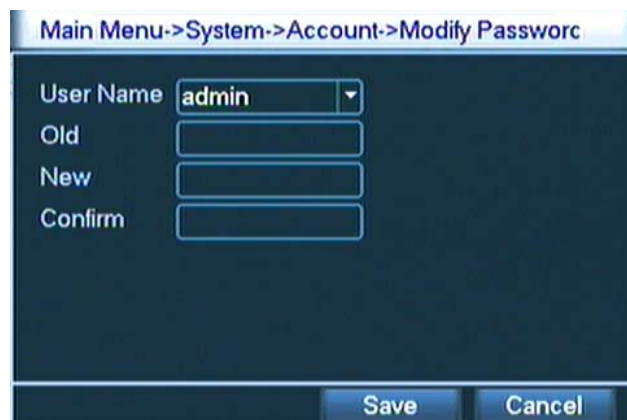 Main Menu->System->Account->Modify Passworc
User Name admin
Old
New
Confirm
Save Cancel